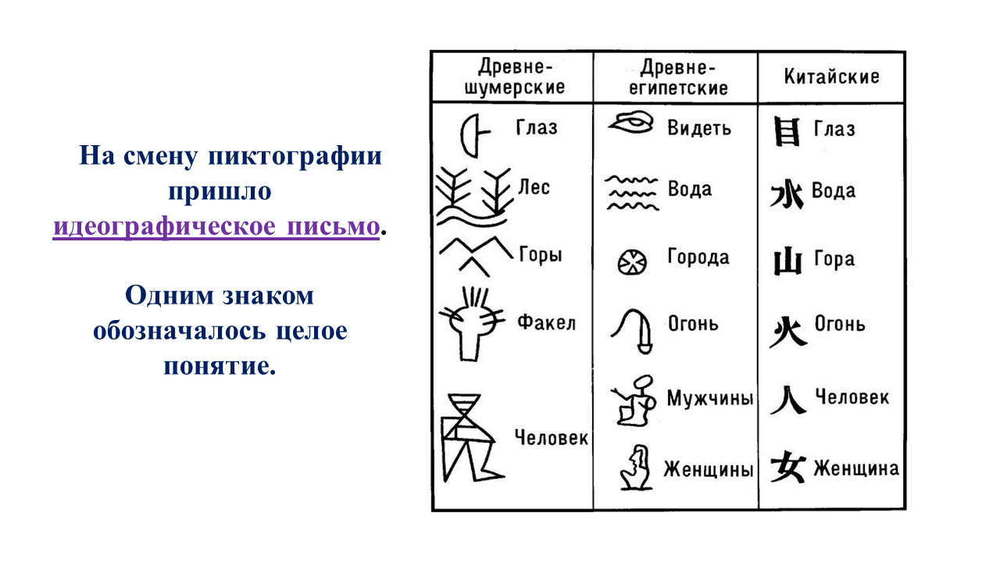 На смену пиктографии
пришло
идеографическое письмо.
Одним знаком
обозначалось целое
понятие.
Древне-
шумерские
Глаз
Лес
Горы
Факел
Человек
Древне-
египетские
Видеть
Вода
Города
Огонь
Мужчины
Женщины
Китайские
目 Глаз
水 Вода
山 Гора
火 Огонь
人 Человек
女 Женщина